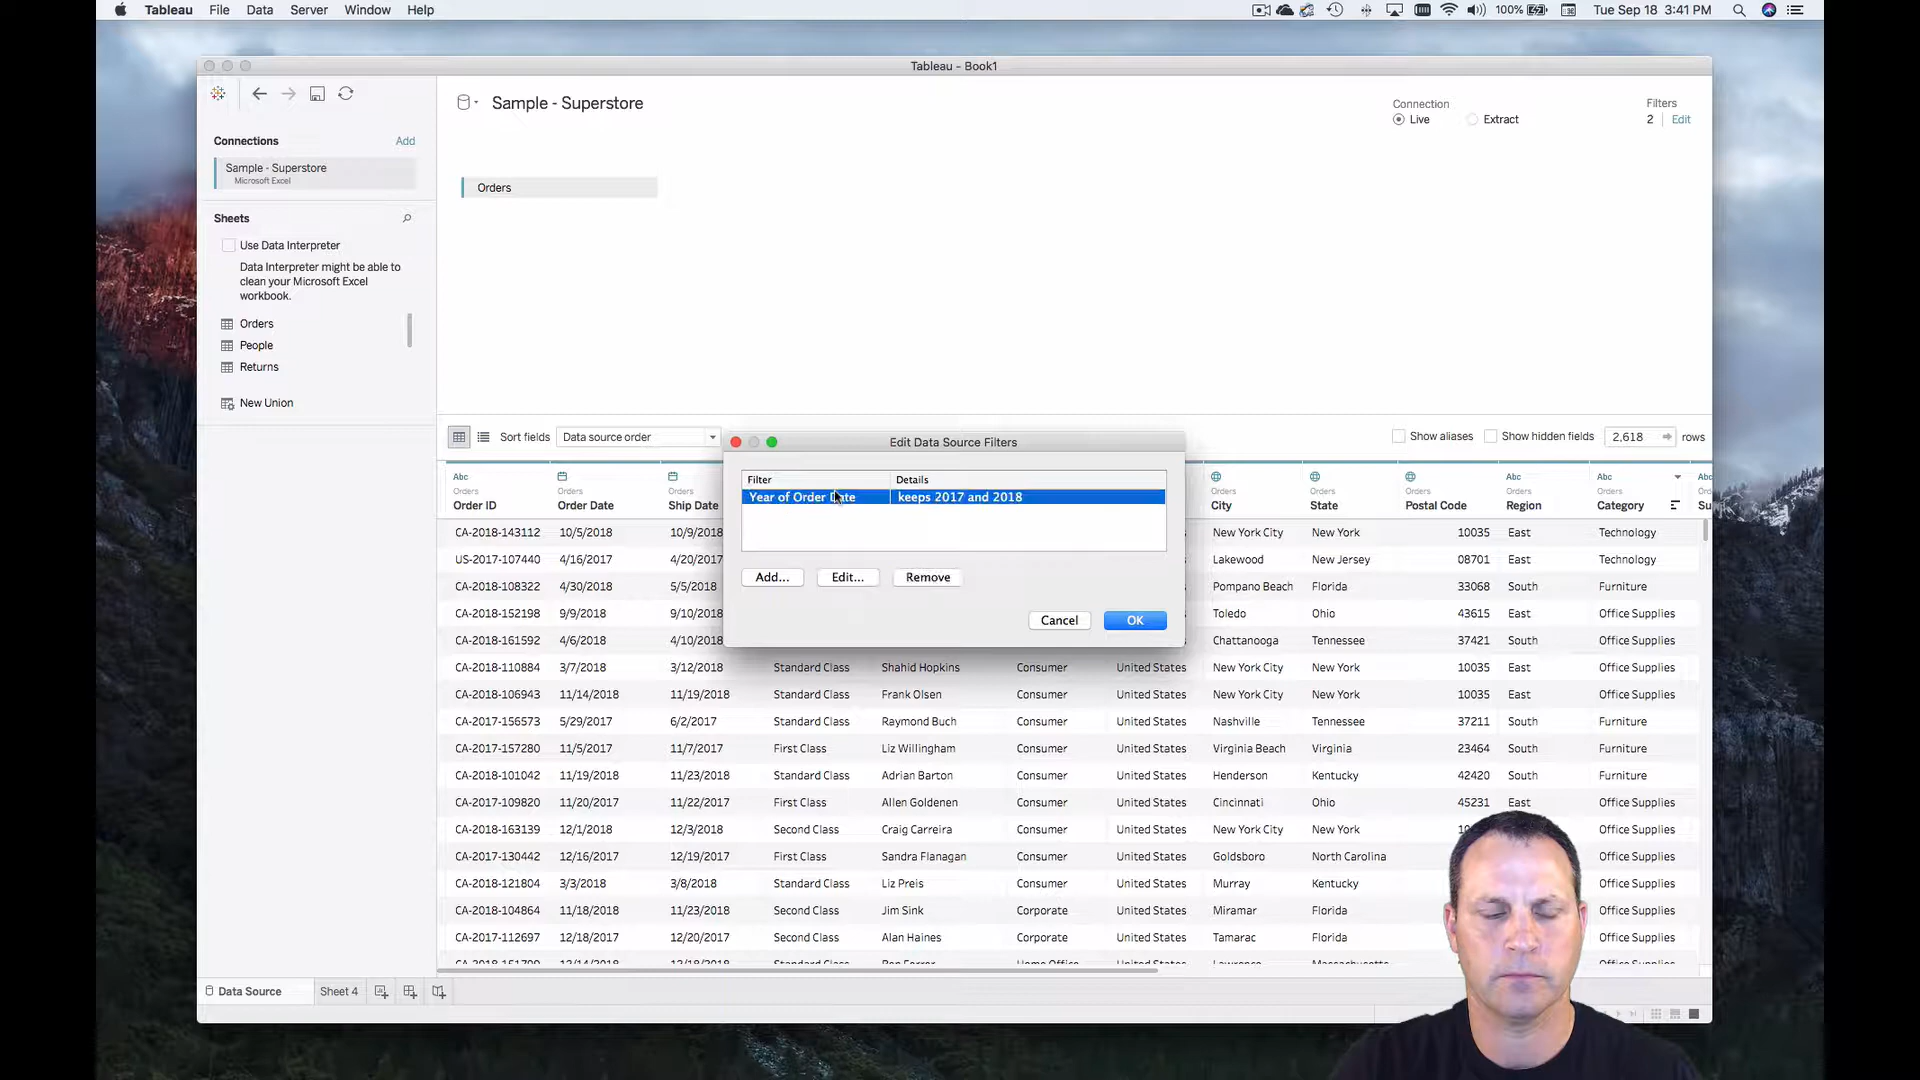 Tableau File Data Server Window Help 100% Tue Sep 18 3:41 PM
Tableau - Book1
Sample - Superstore
Connection
Live Extract
Filters
2 Edit
Connections Add
Sample - Superstore
Microsoft Excel
Orders
Sheets
Use Data Interpreter
Data Interpreter might be able to
clean your Microsoft Excel
workbook.
Orders
People
Returns
New Union
Sort fields Data source order Show aliases Show hidden fields 2,618 rows
Edit Data Source Filters
Filter Details
Year of Order Date keeps 2017 and 2018
Add... Edit... Remove
Cancel OK
Abc Abc Abc
Orders Orders Orders Orders Orders Orders Orders Orders
Order ID Order Date Ship Date City State Postal Code Region Category Su
CA-2018-143112 10/5/2018 10/9/2018 New York City New York 10035 East Technology
US-2017-107440 4/16/2017 4/20/2017 Lakewood New Jersey 08701 East Technology
CA-2018-108322 4/30/2018 5/5/2018 Pompano Beach Florida 33068 South Furniture
CA-2018-152198 9/9/2018 9/10/2018 Toledo Ohio 43615 East Office Supplies
CA-2018-161592 4/6/2018 4/10/2018 Chattanooga Tennessee 37421 South Office Supplies
CA-2018-110884 3/7/2018 3/12/2018 Standard Class Shahid Hopkins Consumer United States New York City New York 10035 East Office Supplies
CA-2018-106943 11/14/2018 11/19/2018 Standard Class Frank Olsen Consumer United States New York City New York 10035 East Office Supplies
CA-2017-156573 5/29/2017 6/2/2017 Standard Class Raymond Buch Consumer United States Nashville Tennessee 37211 South Furniture
CA-2017-157280 11/5/2017 11/7/2017 First Class Liz Willingham Consumer United States Virginia Beach Virginia 23464 South Furniture
CA-2018-101042 11/19/2018 11/23/2018 Standard Class Adrian Barton Consumer United States Henderson Kentucky 42420 South Furniture
CA-2017-109820 11/20/2017 11/22/2017 First Class Allen Goldenen Consumer United States Cincinnati Ohio 45231 East Office Supplies
CA-2018-163139 12/1/2018 12/3/2018 Second Class Craig Carreira Consumer United States New York City New York East Office Supplies
CA-2017-130442 12/16/2017 12/19/2017 First Class Sandra Flanagan Consumer United States Goldsboro North Carolina Office Supplies
CA-2018-121804 3/3/2018 3/8/2018 Standard Class Liz Preis Consumer United States Murray Kentucky Office Supplies
CA-2018-104864 11/18/2018 11/23/2018 Second Class Jim Sink Corporate United States Miramar Florida Office Supplies
CA-2017-112697 12/18/2017 12/20/2017 Second Class Alan Haines Corporate United States Tamarac Florida Office Supplies
Data Source Sheet 4